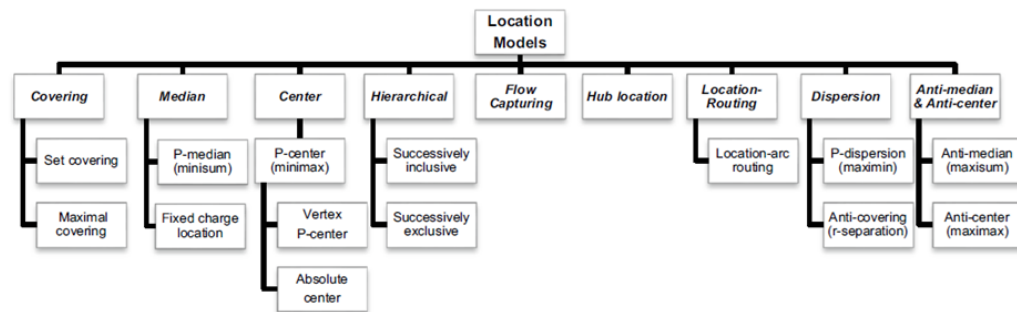 Location
Models
Covering
Median
Center
Hierarchical
Flow
Capturing
Hub location
Location-
Routing
Dispersion
Anti-median
& Anti-center
Set covering
P-median
(minisum)
P-center
(minimax)
Successively
inclusive
Location-arc
routing
P-dispersion
(maximin)
Anti-median
(maxisum)
Maximal
covering
Fixed charge
location
Vertex
P-center
Successively
exclusive
Anti-covering
(r-separation)
Anti-center
(maximax)
Absolute
center